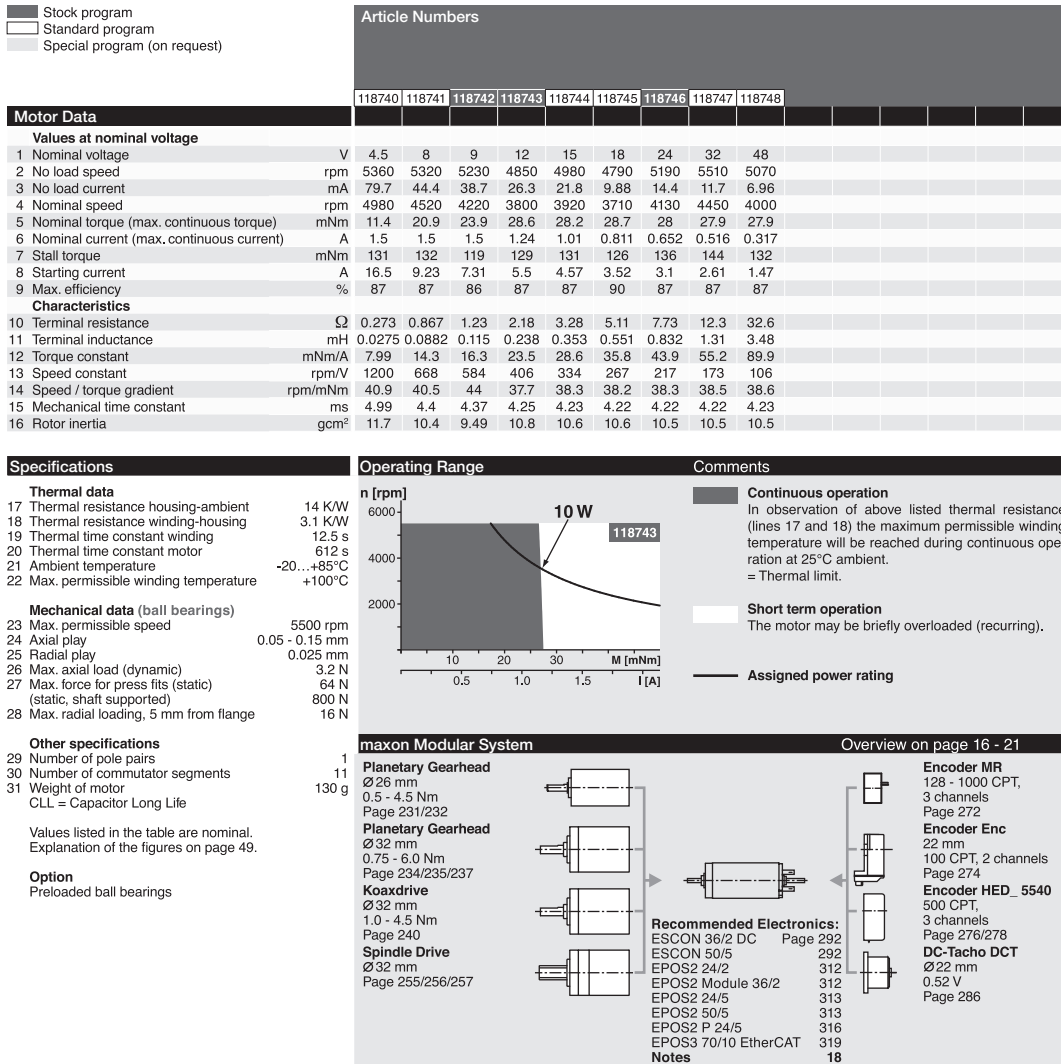 Stock program
Standard program
Special program (on request)
Article Numbers
118740 118741 118742 118743 118744 118745 118746 118747 118748
Motor Data
Values at nominal voltage
1 Nominal voltage V 4.5 8 9 12 15 18 24 32 48
2 No load speed rpm 5360 5320 5230 4850 4980 4790 5190 5510 5070
3 No load current mA 79.7 44.4 38.7 26.3 21.8 9.88 14.4 11.7 6.96
4 Nominal speed rpm 4980 4520 4220 3800 3920 3710 4130 4450 4000
5 Nominal torque (max. continuous torque) mNm 11.4 20.9 23.9 28.6 28.2 28.7 28 27.9 27.9
6 Nominal current (max. continuous current) A 1.5 1.5 1.5 1.24 1.01 0.811 0.652 0.516 0.317
7 Stall torque mNm 131 132 119 129 131 126 136 144 132
8 Starting current A 16.5 9.23 7.31 5.5 4.57 3.52 3.1 2.61 1.47
9 Max. efficiency % 87 87 86 87 87 90 87 87 87
Characteristics
10 Terminal resistance Ω 0.273 0.867 1.23 2.18 3.28 5.11 7.73 12.3 32.6
11 Terminal inductance mH 0.0275 0.0882 0.115 0.238 0.353 0.551 0.832 1.31 3.48
12 Torque constant mNm/A 7.99 14.3 16.3 23.5 28.6 35.8 43.9 55.2 89.9
13 Speed constant rpm/V 1200 668 584 406 334 267 217 173 106
14 Speed / torque gradient rpm/mNm 40.9 40.5 44 37.7 38.3 38.2 38.3 38.5 38.6
15 Mechanical time constant ms 4.99 4.4 4.37 4.25 4.23 4.22 4.22 4.22 4.23
16 Rotor inertia gcm² 11.7 10.4 9.49 10.8 10.6 10.6 10.5 10.5 10.5
Specifications
Thermal data
17 Thermal resistance housing-ambient 14 K/W
18 Thermal resistance winding-housing 3.1 K/W
19 Thermal time constant winding 12.5 s
20 Thermal time constant motor 612 s
21 Ambient temperature -20...+85°C
22 Max. permissible winding temperature +100°C
Mechanical data (ball bearings)
23 Max. permissible speed 5500 rpm
24 Axial play 0.05 - 0.15 mm
25 Radial play 0.025 mm
26 Max. axial load (dynamic) 3.2 N
27 Max. force for press fits (static) 64 N
(static, shaft supported) 800 N
28 Max. radial loading, 5 mm from flange 16 N
Other specifications
29 Number of pole pairs 1
30 Number of commutator segments 11
31 Weight of motor 130 g
CLL = Capacitor Long Life
Values listed in the table are nominal.
Explanation of the figures on page 49.
Option
Preloaded ball bearings
Operating Range
n [rpm]
6000
10 W
118743
4000
2000
10 20 30 M [mNm]
0.5 1.0 1.5 I [A]
Comments
Continuous operation
In observation of above listed thermal resistance
(lines 17 and 18) the maximum permissible winding
temperature will be reached during continuous ope
ration at 25°C ambient.
= Thermal limit.
Short term operation
The motor may be briefly overloaded (recurring).
Assigned power rating
maxon Modular System
Overview on page 16 - 21
Planetary Gearhead
Ø26 mm
0.5 - 4.5 Nm
Page 231/232
Planetary Gearhead
Ø32 mm
0.75 - 6.0 Nm
Page 234/235/237
Koaxdrive
Ø32 mm
1.0 - 4.5 Nm
Page 240
Spindle Drive
Ø32 mm
Page 255/256/257
Recommended Electronics:
ESCON 36/2 DC Page 292
ESCON 50/5 292
EPOS2 24/2 312
EPOS2 Module 36/2 312
EPOS2 24/5 313
EPOS2 50/5 313
EPOS2 P 24/5 316
EPOS3 70/10 EtherCAT 319
Notes 18
Encoder MR
128 - 1000 CPT,
3 channels
Page 272
Encoder Enc
22 mm
100 CPT, 2 channels
Page 274
Encoder HED_ 5540
500 CPT,
3 channels
Page 276/278
DC-Tacho DCT
Ø22 mm
0.52 V
Page 286